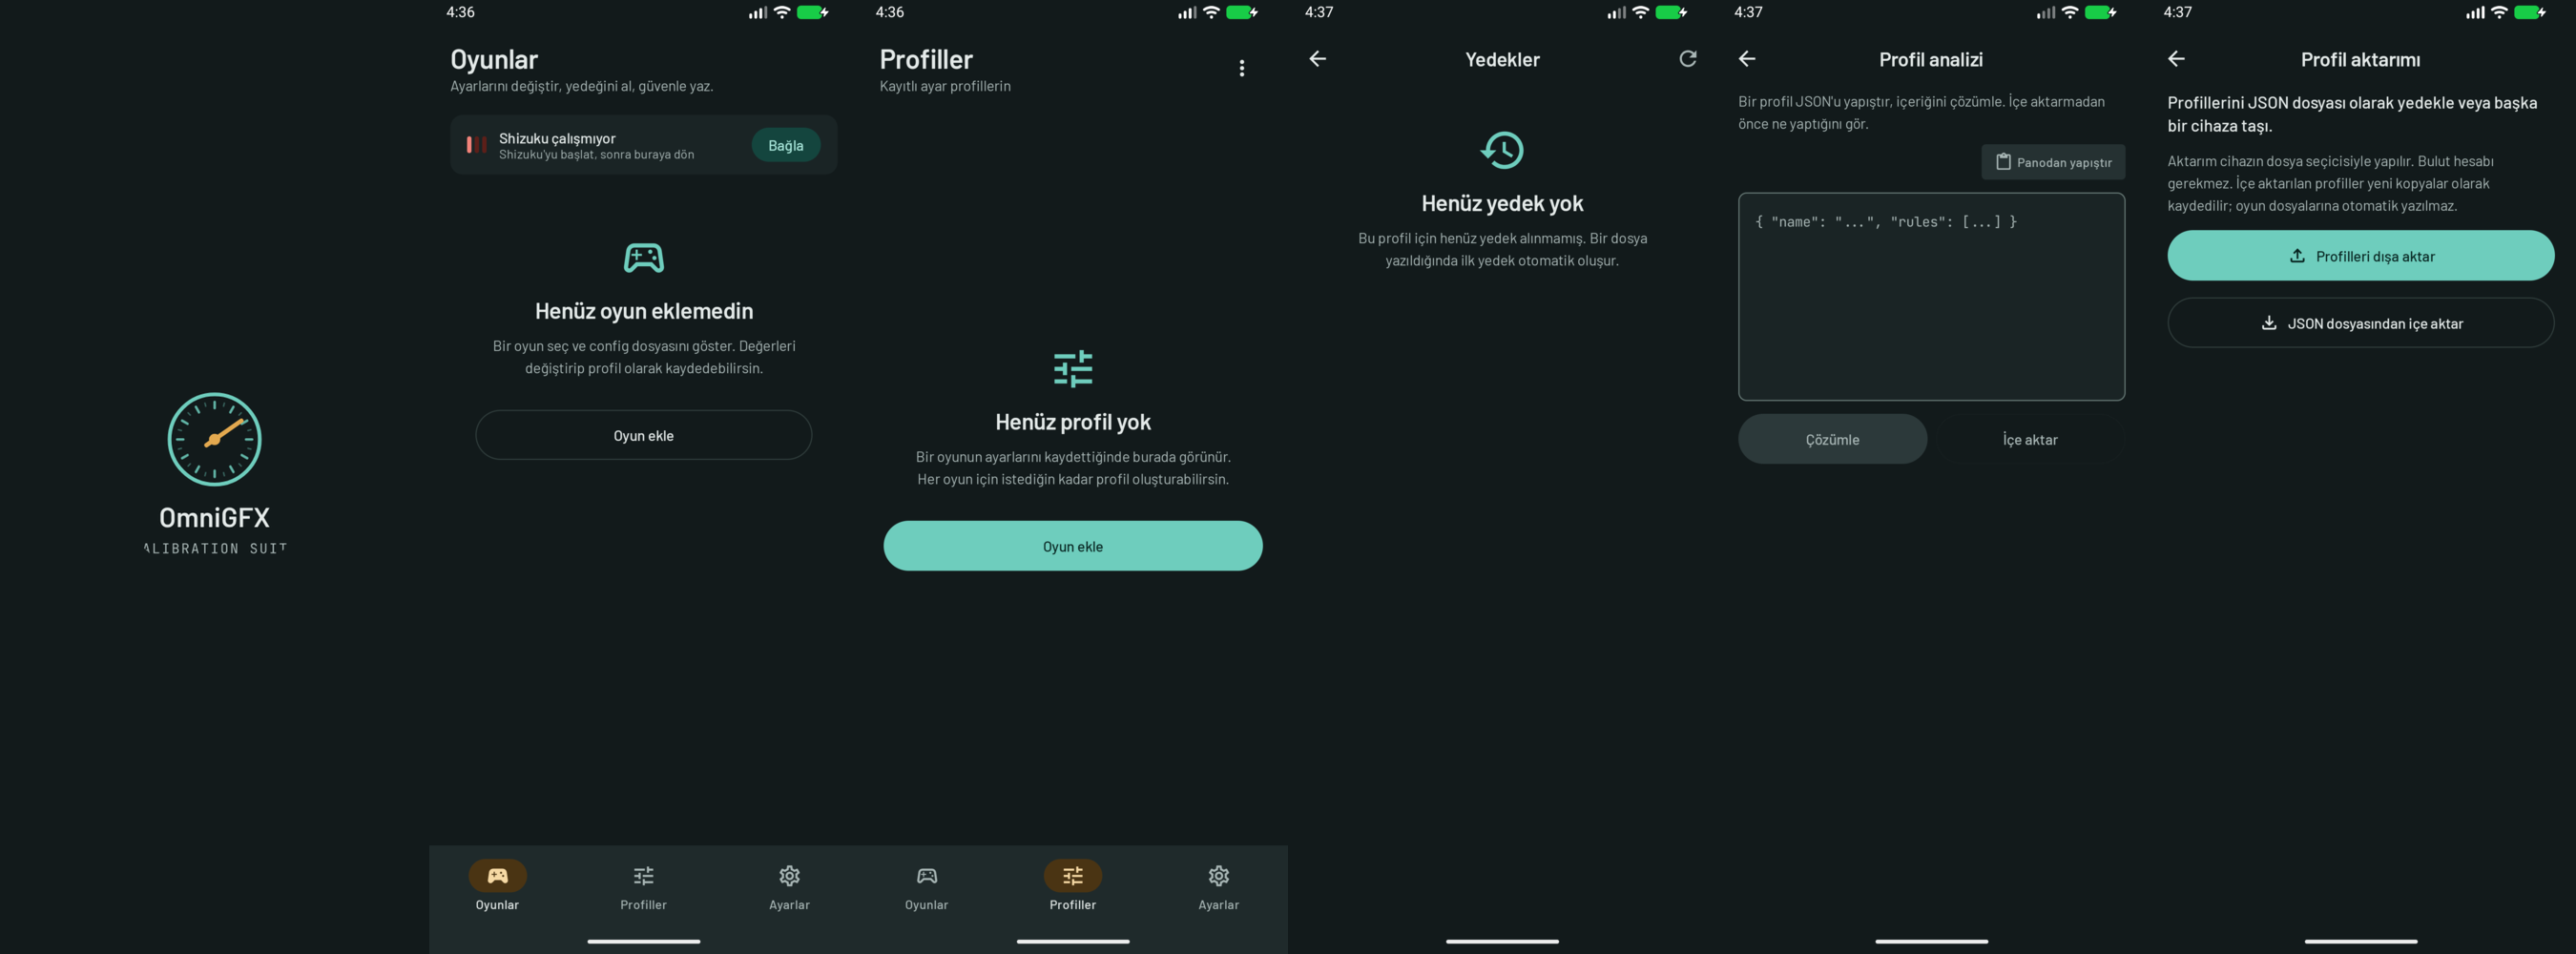 OmniGFX
ALIBRATION SUIT
4:36
Oyunlar
Ayarlarını değiştir, yedeğini al, güvenle yaz.
Shizuku çalışmıyor
Shizuku'yu başlat, sonra buraya dön
Bağla
Henüz oyun eklemedin
Bir oyun seç ve config dosyasını göster. Değerleri
değiştirip profil olarak kaydedebilirsin.
Oyun ekle
Oyunlar
Profiller
Ayarlar
4:36
Profiller
Kayıtlı ayar profillerin
Henüz profil yok
Bir oyunun ayarlarını kaydettiğinde burada görünür.
Her oyun için istediğin kadar profil oluşturabilirsin.
Oyun ekle
Oyunlar
Profiller
Ayarlar
4:37
Yedekler
Henüz yedek yok
Bu profil için henüz yedek alınmamış. Bir dosya
yazıldığında ilk yedek otomatik oluşur.
4:37
Profil analizi
Bir profil JSON'u yapıştır, içeriğini çözümle. İçe aktarmadan
önce ne yaptığını gör.
Panodan yapıştır
{ "name": "...", "rules": [...] }
Çözümle
İçe aktar
4:37
Profil aktarımı
Profillerini JSON dosyası olarak yedekle veya başka
bir cihaza taşı.
Aktarım cihazın dosya seçicisiyle yapılır. Bulut hesabı
gerekmez. İçe aktarılan profiller yeni kopyalar olarak
kaydedilir; oyun dosyalarına otomatik yazılmaz.
Profilleri dışa aktar
JSON dosyasından içe aktar